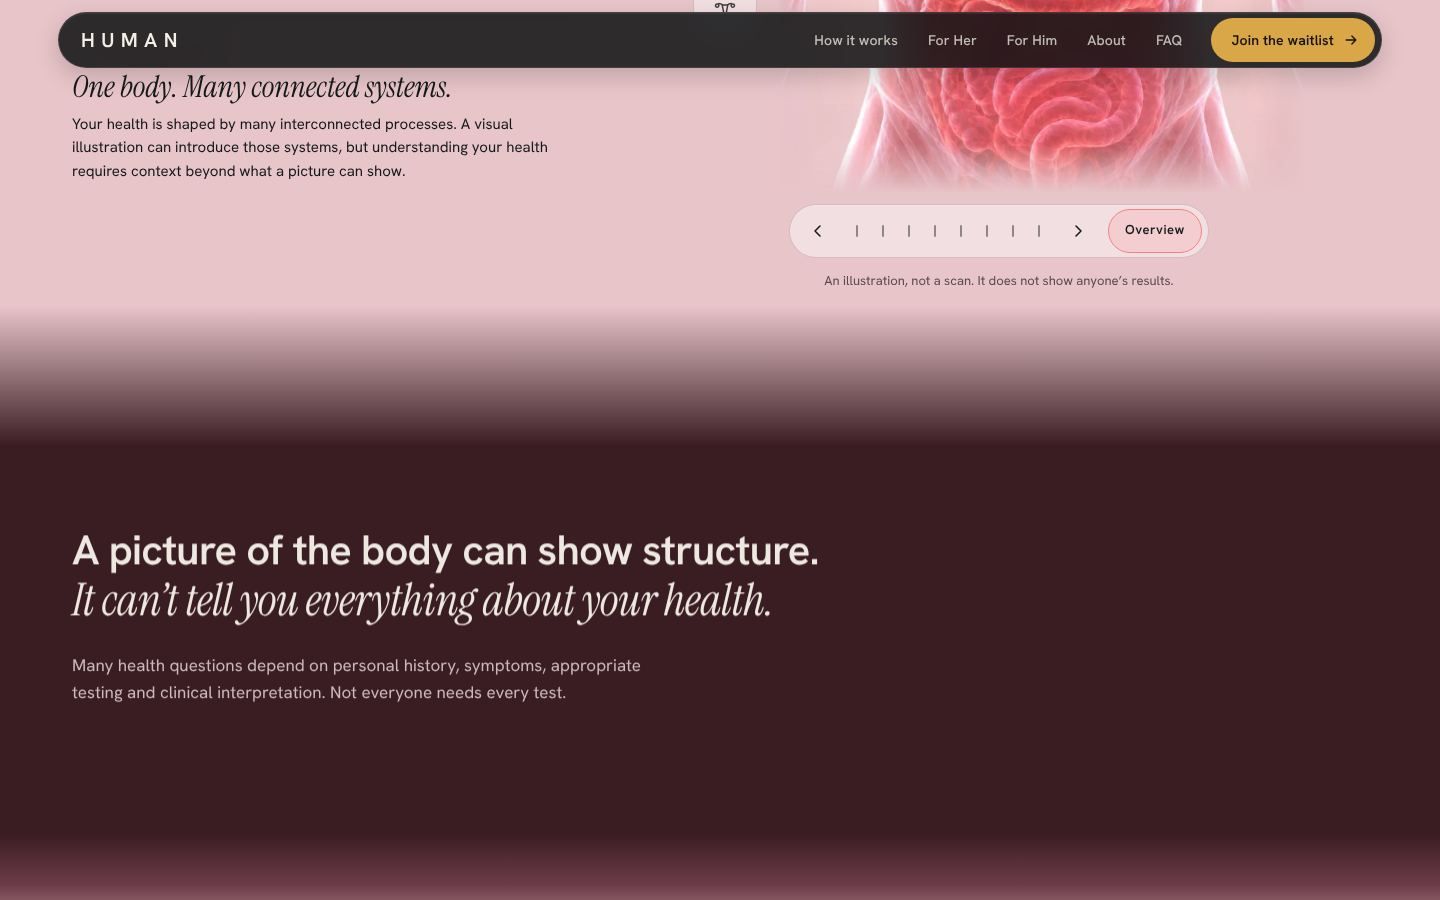 HUMAN
How it works
For Her
For Him
About
FAQ
Join the waitlist
One body. Many connected systems.
Your health is shaped by many interconnected processes. A visual
illustration can introduce those systems, but understanding your health
requires context beyond what a picture can show.
Overview
An illustration, not a scan. It does not show anyone’s results.
A picture of the body can show structure.
It can’t tell you everything about your health.
Many health questions depend on personal history, symptoms, appropriate
testing and clinical interpretation. Not everyone needs every test.